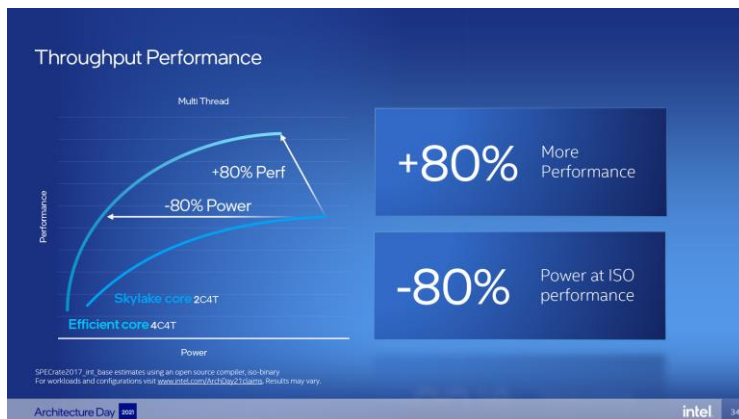 Throughput Performance
Multi Thread
+80% Perf
-80% Power
Performance
Skylake core 2C4T
Efficient core 4C4T
Power
+80%
More
Performance
-80%
Power at ISO
performance
SPECrate2017_int_base estimates using an open source compiler, iso-binary
For workloads and configurations visit www.intel.com/ArchDay21claims. Results may vary.
Architecture Day 2021
intel. 34